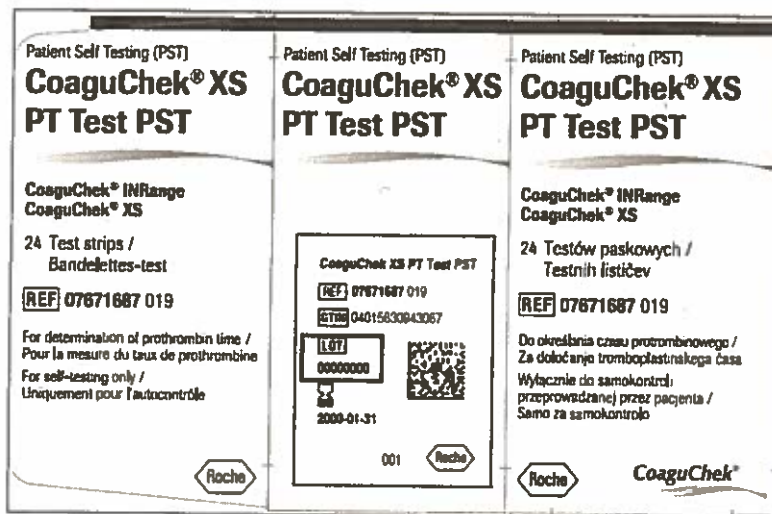 Patient Self Testing (PST)
CoaguChek® XS
PT Test PST
CoaguChek® INRange
CoaguChek® XS
24 Test strips /
Bandelettes-test
REF 07671687 019
For determination of prothrombin time /
Pour la mesure du taux de prothrombine
For self-testing only /
Uniquement pour l'autocontrôle
Roche
Patient Self Testing (PST)
CoaguChek® XS
PT Test PST
CoaguChek XS PT Test PST
REF 07671687 019
GTIN 04015630943067
LOT
00000000
2000-01-31
001
Roche
Patient Self Testing (PST)
CoaguChek® XS
PT Test PST
CoaguChek® INRange
CoaguChek® XS
24 Testów paskowych /
Testnih lističev
REF 07671687 019
Do określania czasu protrombinowego /
Za določanje tromboplastinskega časa
Wyłącznie do samokontroli
przeprowadzanej przez pacjenta /
Samo za samokontrolo
Roche
CoaguChek®